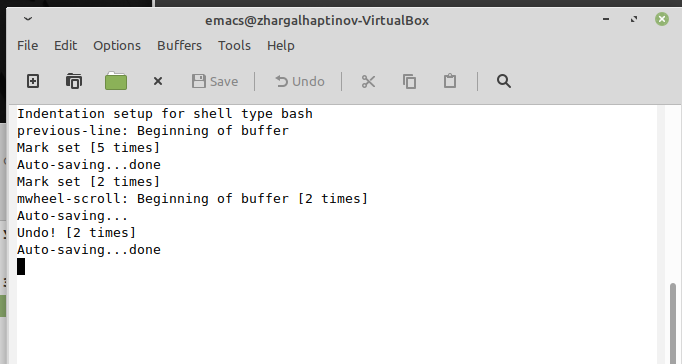 emacs@zhargalhaptinov-VirtualBox
File Edit Options Buffers Tools Help
Save Undo
Indentation setup for shell type bash
previous-line: Beginning of buffer
Mark set [5 times]
Auto-saving...done
Mark set [2 times]
mwheel-scroll: Beginning of buffer [2 times]
Auto-saving...
Undo! [2 times]
Auto-saving...done